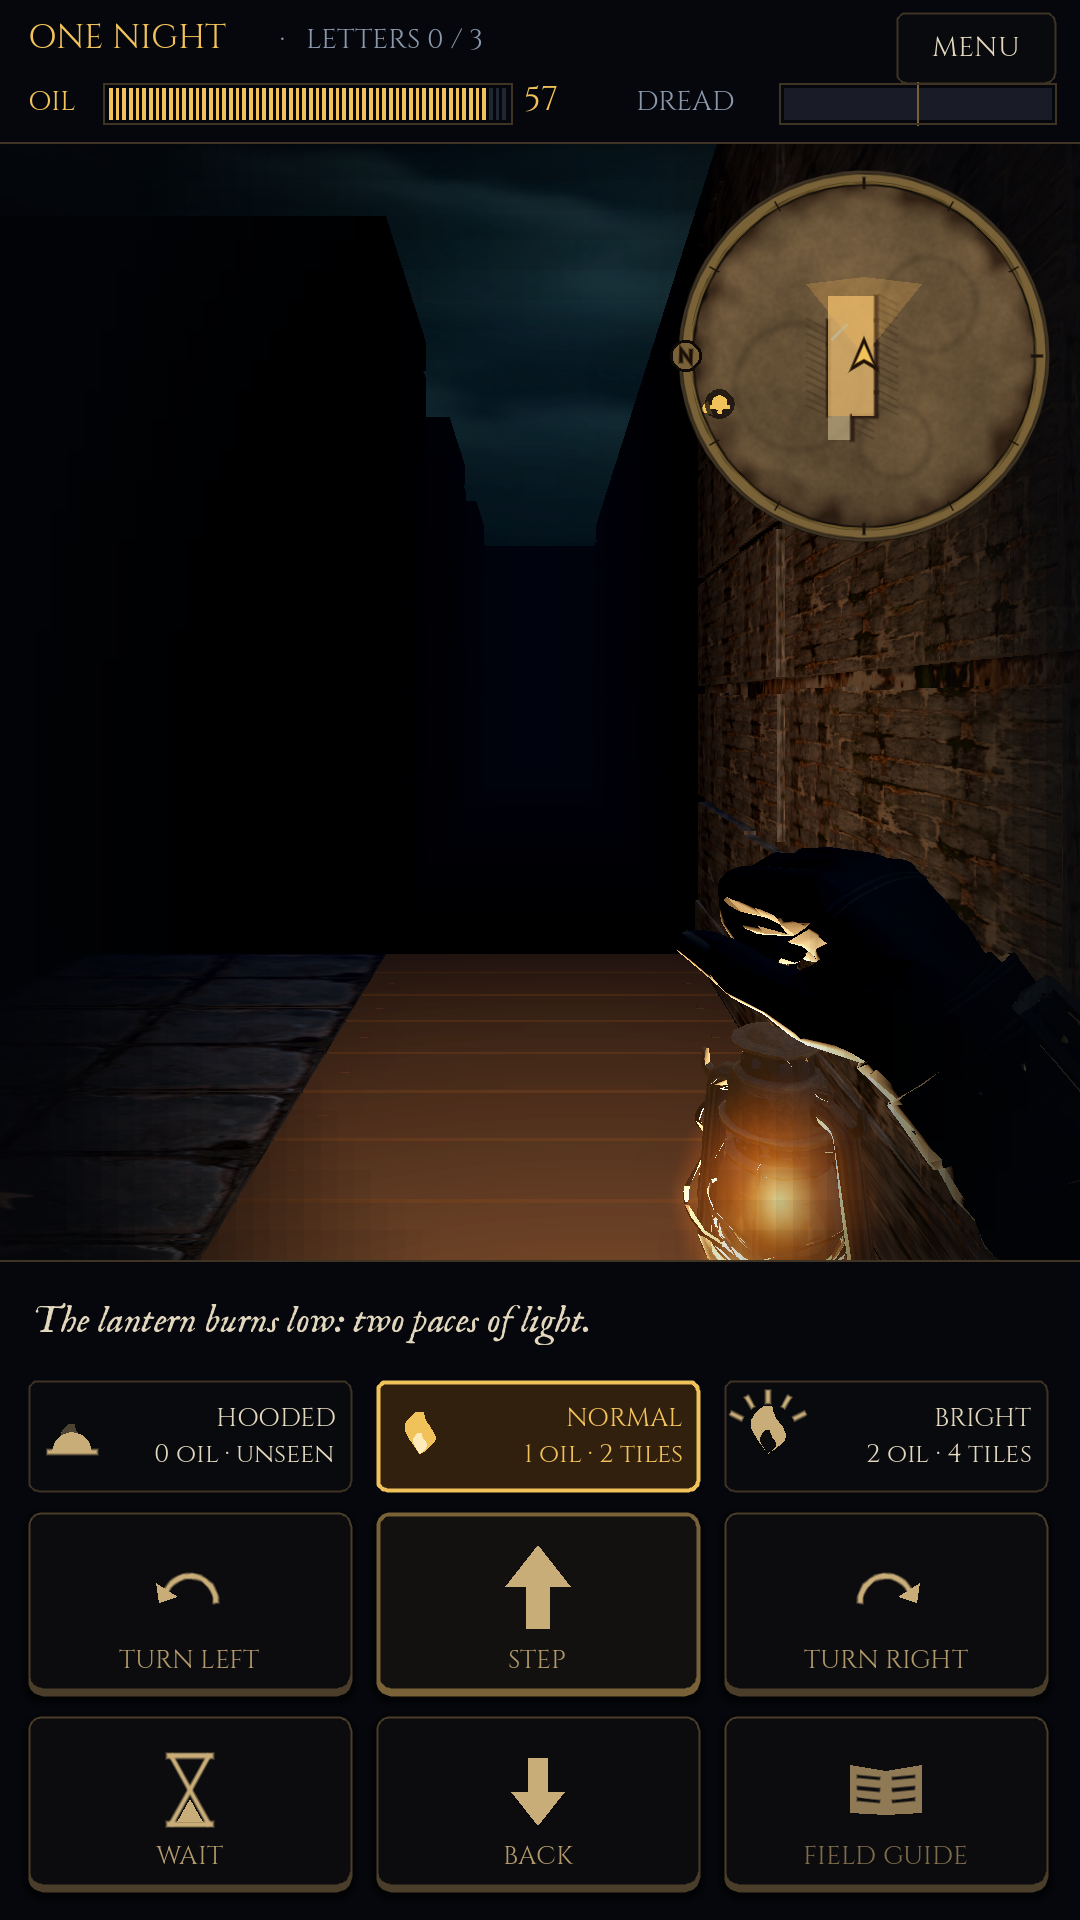 ONE NIGHT · LETTERS 0 / 3
MENU
OIL 57 DREAD
N
The lantern burns low: two paces of light.
HOODED
0 OIL · UNSEEN
NORMAL
1 OIL · 2 TILES
BRIGHT
2 OIL · 4 TILES
TURN LEFT
STEP
TURN RIGHT
WAIT
BACK
FIELD GUIDE